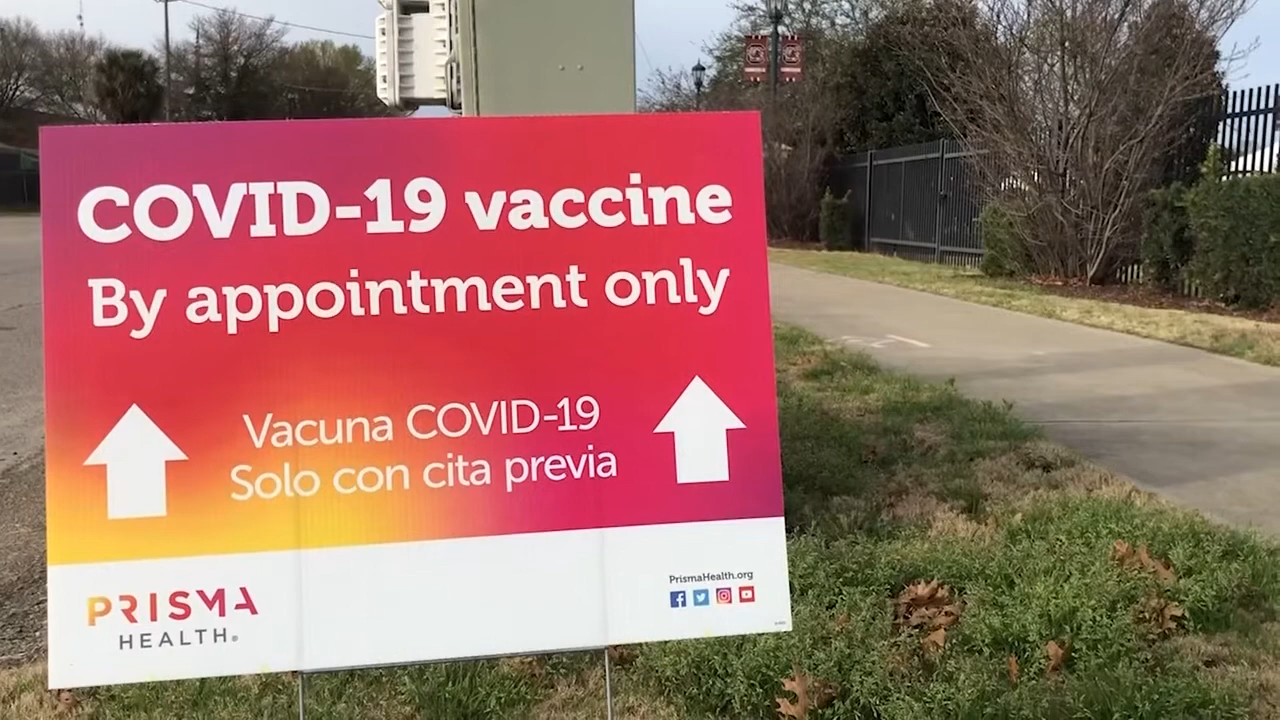 COVID-19 vaccine
By appointment only
Vacuna COVID-19
Solo con cita previa
PRISMA
HEALTH®
PrismaHealth.org